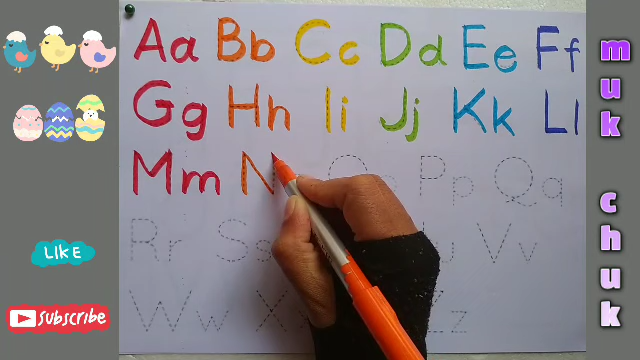 Aa Bb Cc Dd Ee Ff
Gg Hh Ii Jj Kk Ll
Mm N O Pp Qq
Rr Ss Vv
Ww X z
LIKE
Subscribe
muk chuk